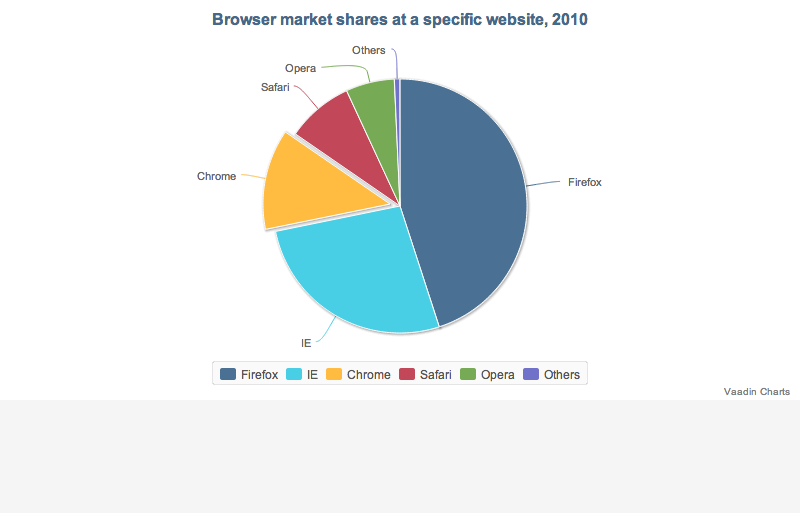 Browser market shares at a specific website, 2010
Others
Opera
Safari
Chrome
Firefox
IE
Firefox IE Chrome Safari Opera Others
Vaadin Charts